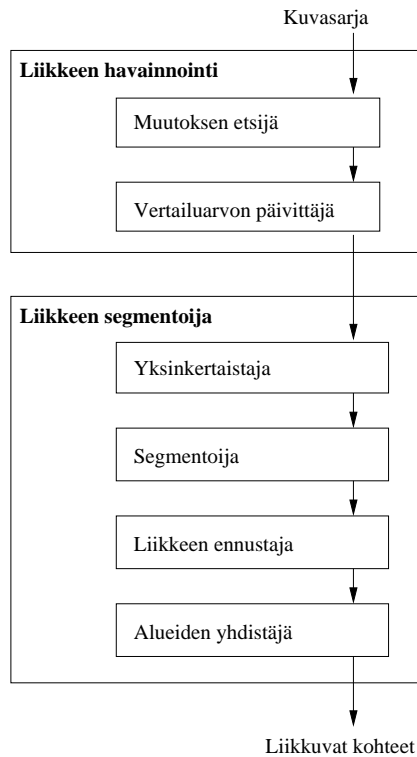 Kuvasarja
Liikkeen havainnointi
Muutoksen etsijä
Vertailuarvon päivittäjä
Liikkeen segmentoija
Yksinkertaistaja
Segmentoija
Liikkeen ennustaja
Alueiden yhdistäjä
Liikkuvat kohteet